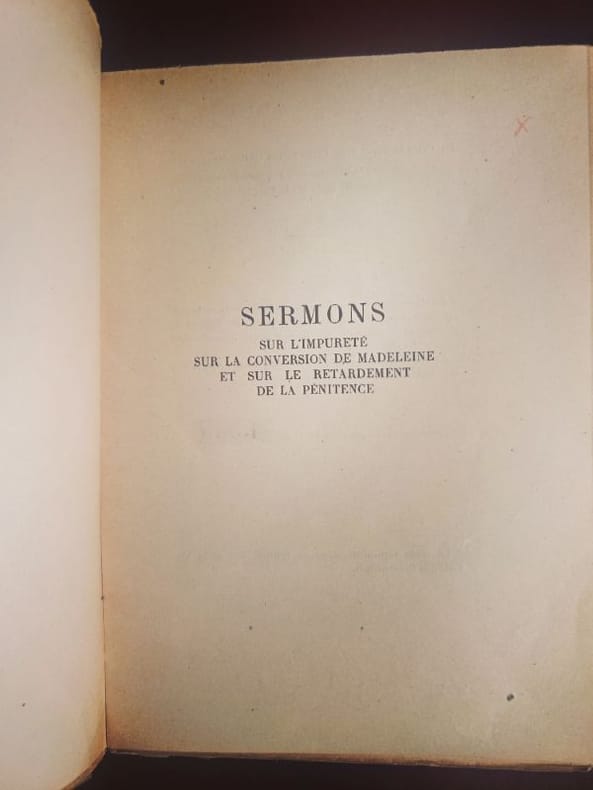 SERMONS
SUR L'IMPURETÉ
SUR LA CONVERSION DE MADELEINE
ET SUR LE RETARDEMENT
DE LA PÉNITENCE